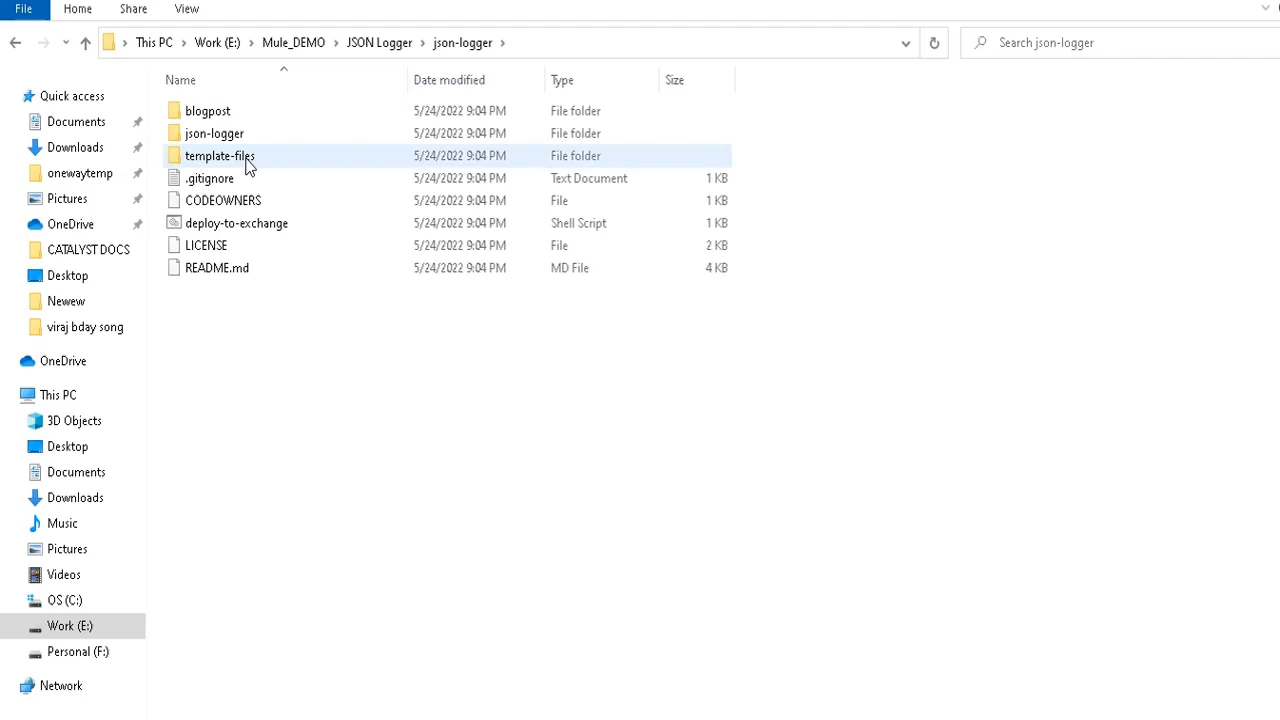 File Home Share View
This PC Work (E:) Mule_DEMO JSON Logger json-logger Search json-logger
Name Date modified Type Size
Quick access
Documents
Downloads
onewaytemp
Pictures
OneDrive
CATALYST DOCS
Desktop
Newew
viraj bday song
OneDrive
This PC
3D Objects
Desktop
Documents
Downloads
Music
Pictures
Videos
OS (C:)
Work (E:)
Personal (F:)
Network
blogpost 5/24/2022 9:04 PM File folder
json-logger 5/24/2022 9:04 PM File folder
template-files 5/24/2022 9:04 PM File folder
.gitignore 5/24/2022 9:04 PM Text Document 1 KB
CODEOWNERS 5/24/2022 9:04 PM File 1 KB
deploy-to-exchange 5/24/2022 9:04 PM Shell Script 1 KB
LICENSE 5/24/2022 9:04 PM File 2 KB
README.md 5/24/2022 9:04 PM MD File 4 KB